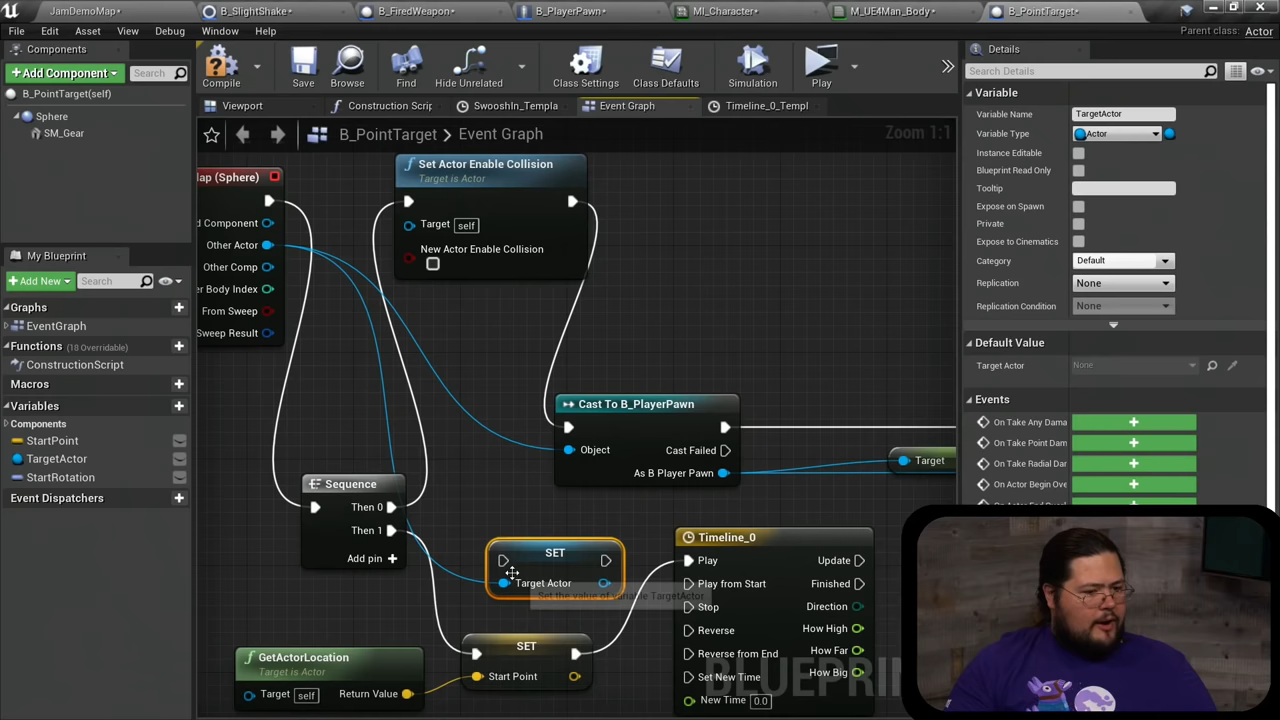 JamDemoMap•
B_SlightShake•
B_FiredWeapon•
B_PlayerPawn•
MI_Character•
M_UE4Man_Body•
B_PointTarget•
File Edit Asset View Debug Window Help
Parent class: Actor
Components
+Add Component
Search
B_PointTarget(self)
Sphere
SM_Gear
Compile
Save
Browse
Find
Hide Unrelated
Class Settings
Class Defaults
Simulation
Play
Viewport
Construction Scrip
SwooshIn_Templa
Event Graph
Timeline_0_Templ
B_PointTarget > Event Graph
Zoom 1:1
My Blueprint
+Add New
Search
Graphs
EventGraph
Functions (18 Overridable)
ConstructionScript
Macros
Variables
Components
StartPoint
TargetActor
StartRotation
Event Dispatchers
lap (Sphere)
d Component
Other Actor
Other Comp
er Body Index
From Sweep
Sweep Result
Set Actor Enable Collision
Target is Actor
Target self
New Actor Enable Collision
Cast To B_PlayerPawn
Object
Cast Failed
As B Player Pawn
Target
Sequence
Then 0
Then 1
Add pin +
SET
Target Actor
Set the value of variable TargetActor
SET
Start Point
GetActorLocation
Target is Actor
Target self
Return Value
Timeline_0
Play
Update
Play from Start
Finished
Stop
Direction
Reverse
How High
Reverse from End
How Far
Set New Time
How Big
New Time 0.0
BLUEPRIN
Details
Search Details
Variable
Variable Name TargetActor
Variable Type Actor
Instance Editable
Blueprint Read Only
Tooltip
Expose on Spawn
Private
Expose to Cinematics
Category Default
Replication None
Replication Condition None
Default Value
Target Actor None
Events
On Take Any Dama
On Take Point Dam
On Take Radial Dar
On Actor Begin Ove